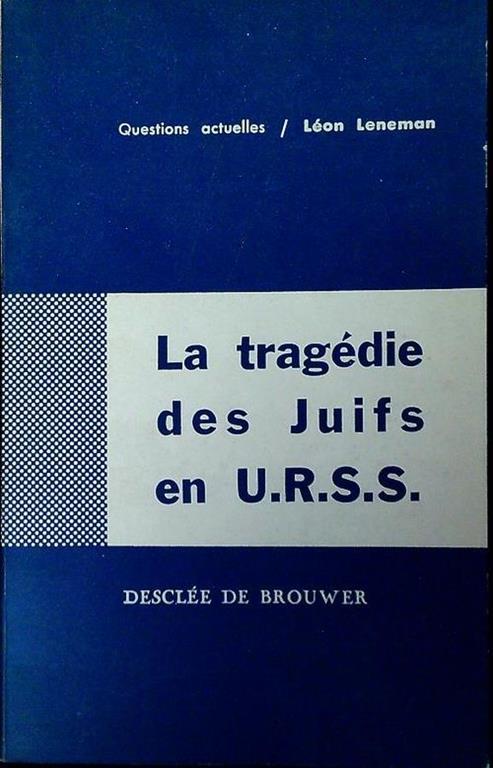 Questions actuelles / Léon Leneman
La tragédie
des Juifs
en U.R.S.S.
DESCLÉE DE BROUWER